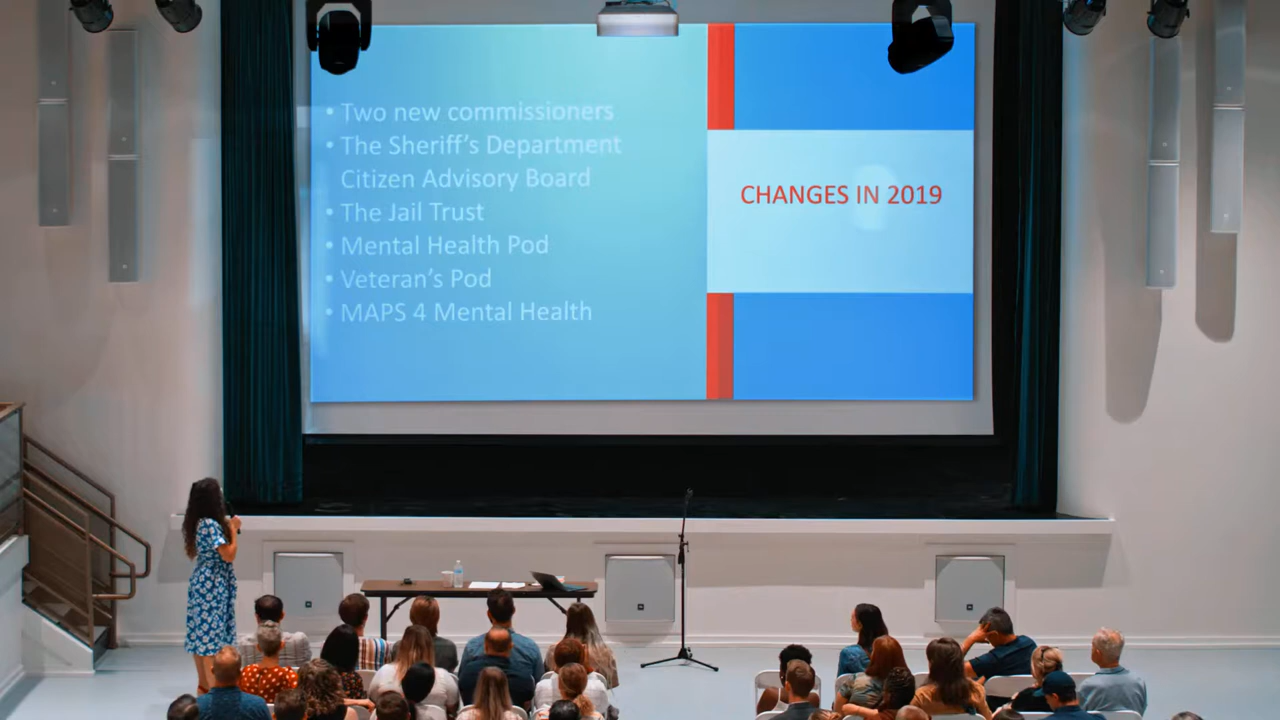 • Two new commissioners
• The Sheriff's Department
Citizen Advisory Board
• The Jail Trust
• Mental Health Pod
• Veteran's Pod
• MAPS 4 Mental Health
CHANGES IN 2019